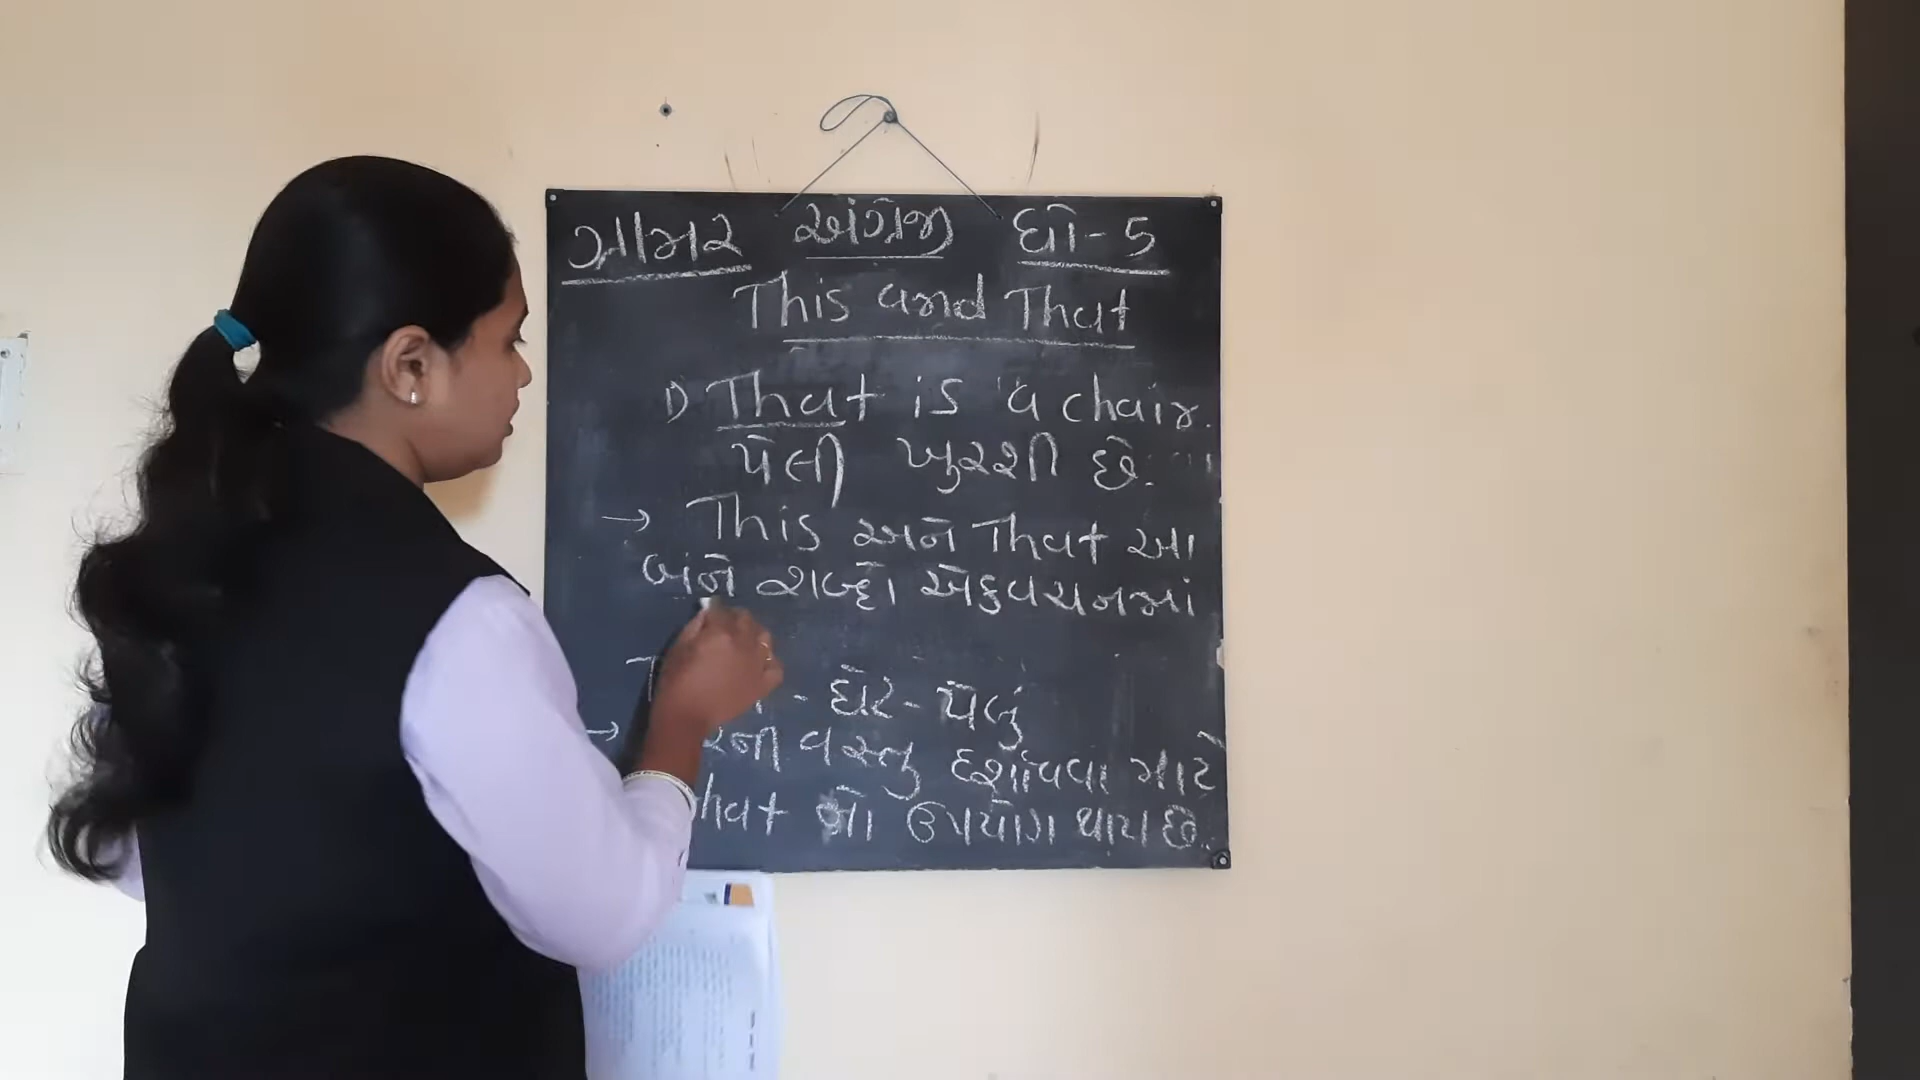 ગ્રામર અંગ્રેજી ધો-5
This and That
1) That is a chair.
પેલી ખુરશી છે.
→ This અને That આ
બંને શબ્દો એકવચનમાં
- ધેટ - પેલું
→ વસ્તુ દર્શાવવા માટે
hat નો ઉપયોગ થાય છે.